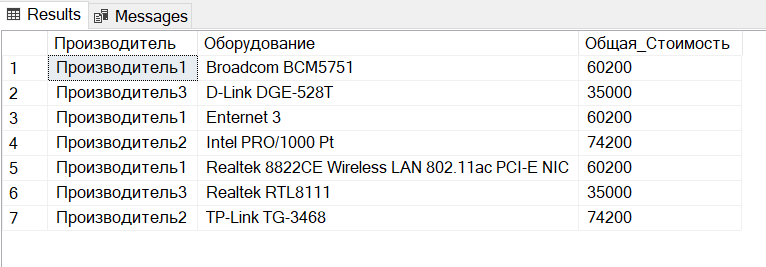 Results Messages
Производитель Оборудование Общая_Стоимость
1 Производитель1 Broadcom BCM5751 60200
2 Производитель3 D-Link DGE-528T 35000
3 Производитель1 Enternet 3 60200
4 Производитель2 Intel PRO/1000 Pt 74200
5 Производитель1 Realtek 8822CE Wireless LAN 802.11ac PCI-E NIC 60200
6 Производитель3 Realtek RTL8111 35000
7 Производитель2 TP-Link TG-3468 74200